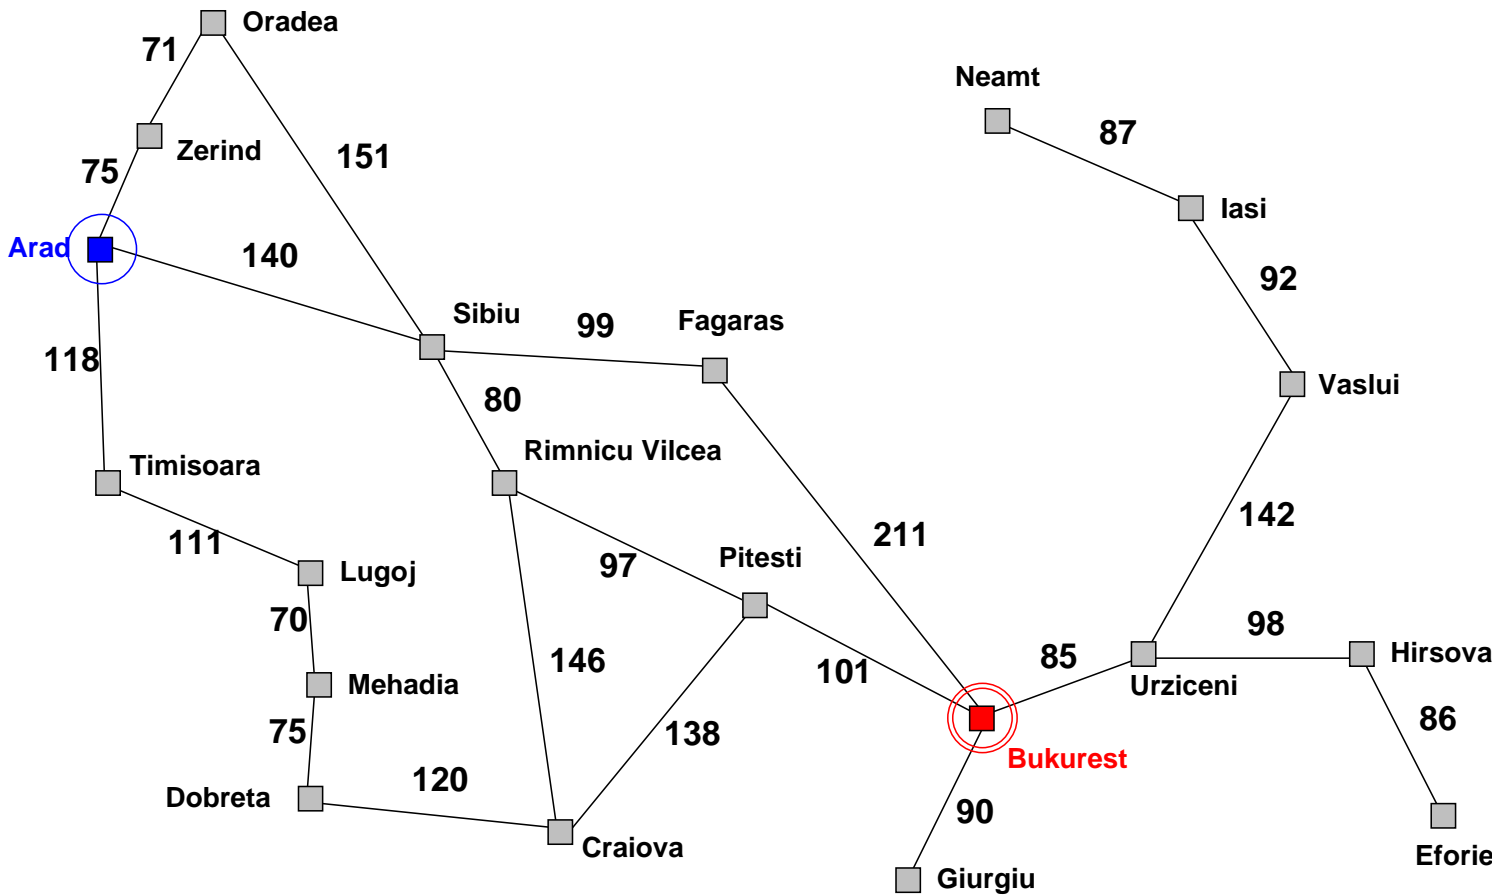 Oradea
71
Neamt
87
Zerind
151
75
Iasi
Arad
140
92
Sibiu
99
Fagaras
118
Vaslui
80
Rimnicu Vilcea
Timisoara
142
211
111
97
Pitesti
Lugoj
70
98
146
85
Hirsova
101
Mehadia
Urziceni
75
138
86
Bukurest
120
Dobreta
90
Craiova
Eforie
Giurgiu